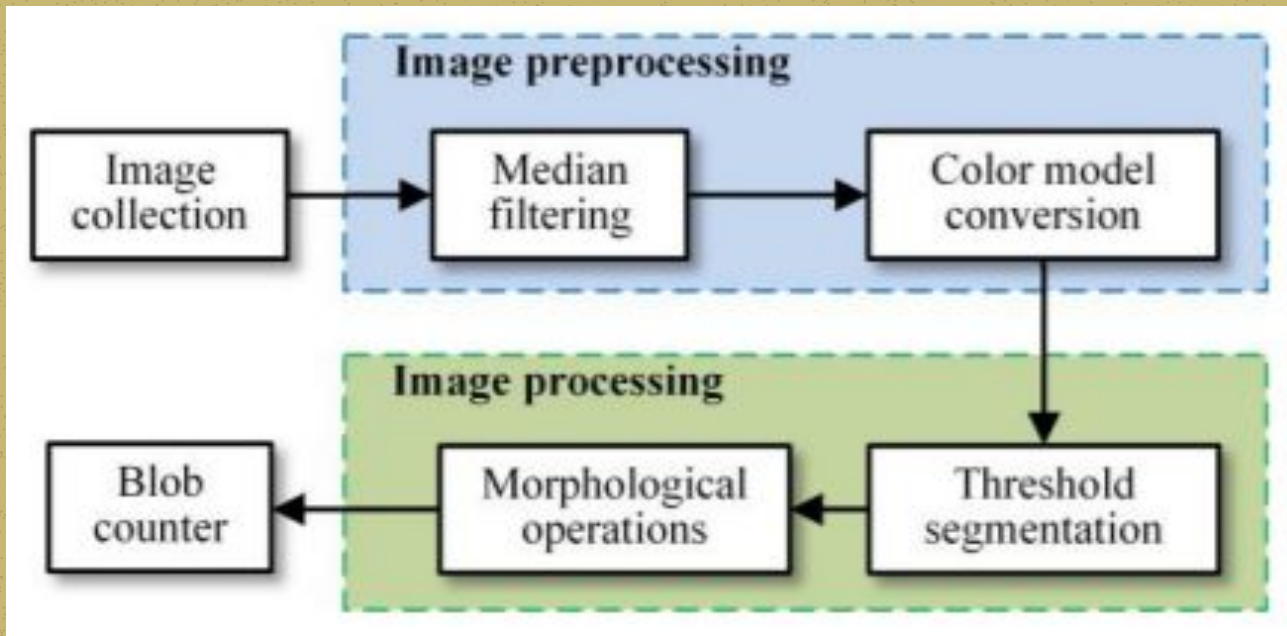 Image preprocessing
Image
collection
Median
filtering
Color model
conversion
Image processing
Blob
counter
Morphological
operations
Threshold
segmentation